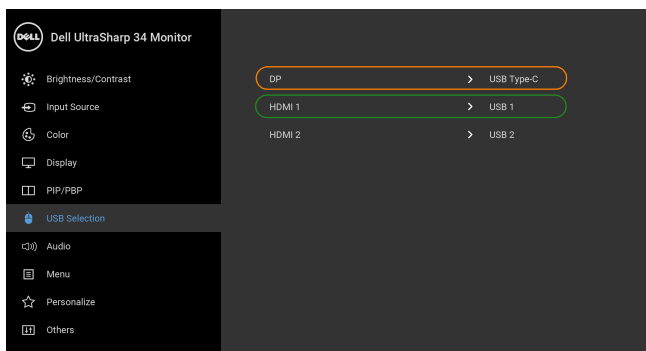 DELL Dell UltraSharp 34 Monitor
Brightness/Contrast
Input Source
Color
Display
PIP/PBP
USB Selection
Audio
Menu
Personalize
Others
DP > USB Type-C
HDMI 1 > USB 1
HDMI 2 > USB 2